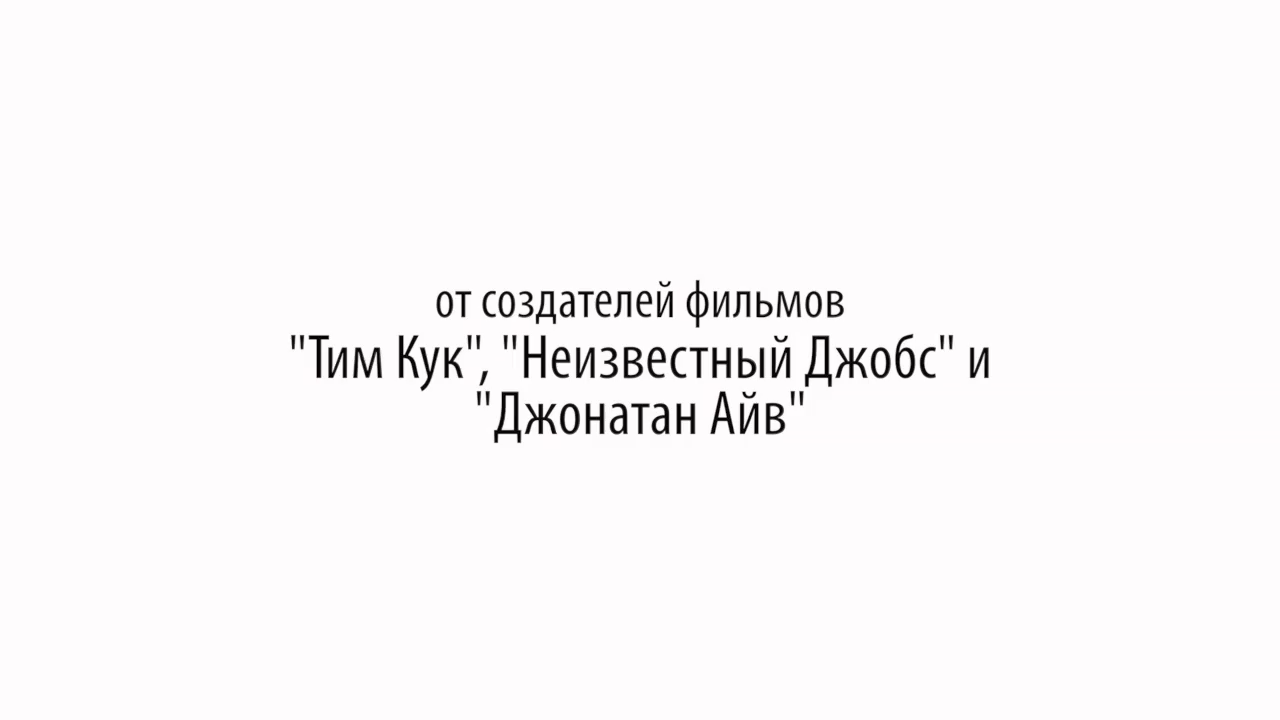 от создателей фильмов
"Тим Кук", "Неизвестный Джобс" и
"Джонатан Айв"